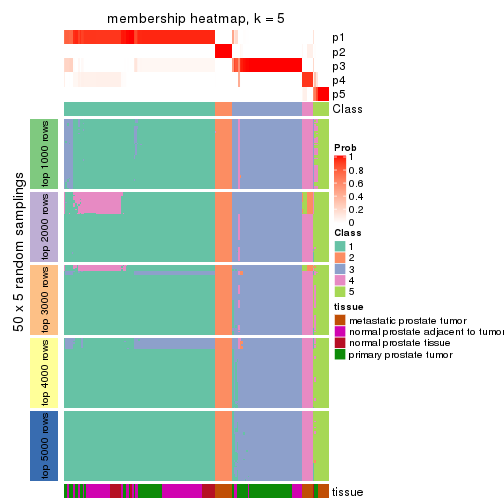 membership heatmap, k = 5
p1
p2
p3
p4
p5
Class
50 x 5 random samplings
top 1000 rows
top 2000 rows
top 3000 rows
top 4000 rows
top 5000 rows
Prob
1
0.8
0.6
0.4
0.2
0
Class
1
2
3
4
5
tissue
metastatic prostate tumor
normal prostate adjacent to tumor
normal prostate tissue
primary prostate tumor
tissue